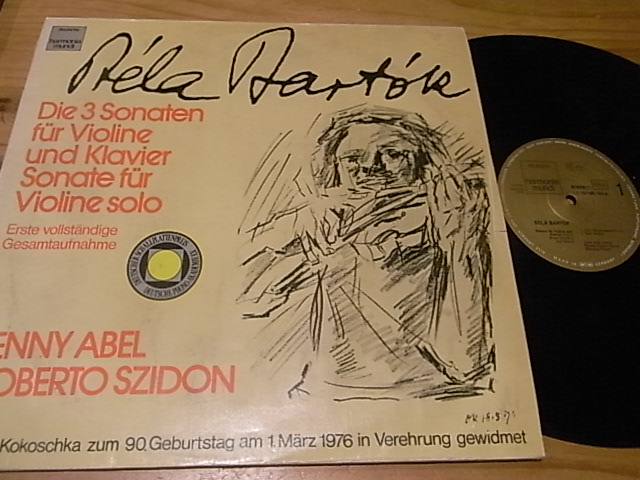 harmonia
mundi
Béla Bartók
Die 3 Sonaten
für Violine
und Klavier
Sonate für
Violine solo
Erste vollständige
Gesamtaufnahme
ENNY ABEL
OBERTO SZIDON
Kokoschka zum 90. Geburtstag am 1. März 1976 in Verehrung gewidmet
harmonia
mundi
1
BÉLA BARTÓK